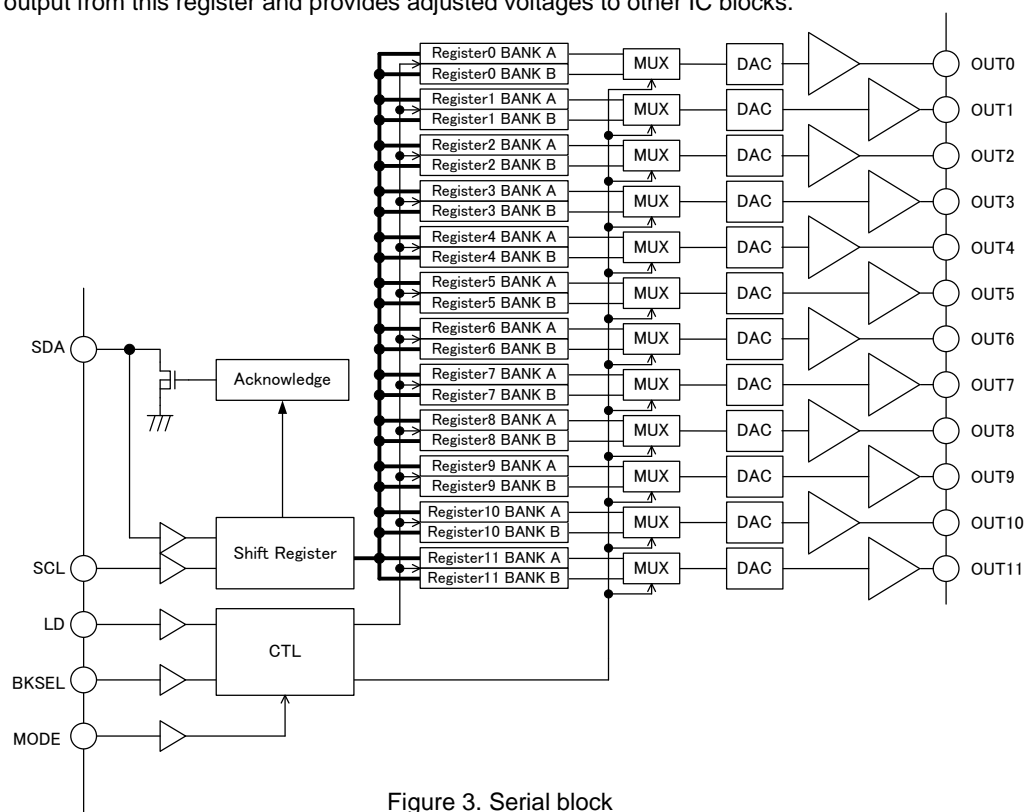 output from this register and provides adjusted voltages to other IC blocks.
Register0 BANK A
Register0 BANK B
MUX
DAC
OUT0
Register1 BANK A
Register1 BANK B
MUX
DAC
OUT1
Register2 BANK A
Register2 BANK B
MUX
DAC
OUT2
Register3 BANK A
Register3 BANK B
MUX
DAC
OUT3
Register4 BANK A
Register4 BANK B
MUX
DAC
OUT4
Register5 BANK A
Register5 BANK B
MUX
DAC
OUT5
Register6 BANK A
Register6 BANK B
MUX
DAC
OUT6
Register7 BANK A
Register7 BANK B
MUX
DAC
OUT7
Register8 BANK A
Register8 BANK B
MUX
DAC
OUT8
Register9 BANK A
Register9 BANK B
MUX
DAC
OUT9
Register10 BANK A
Register10 BANK B
MUX
DAC
OUT10
Register11 BANK A
Register11 BANK B
MUX
DAC
OUT11
SDA
Acknowledge
Shift Register
SCL
LD
CTL
BKSEL
MODE
Figure 3. Serial block